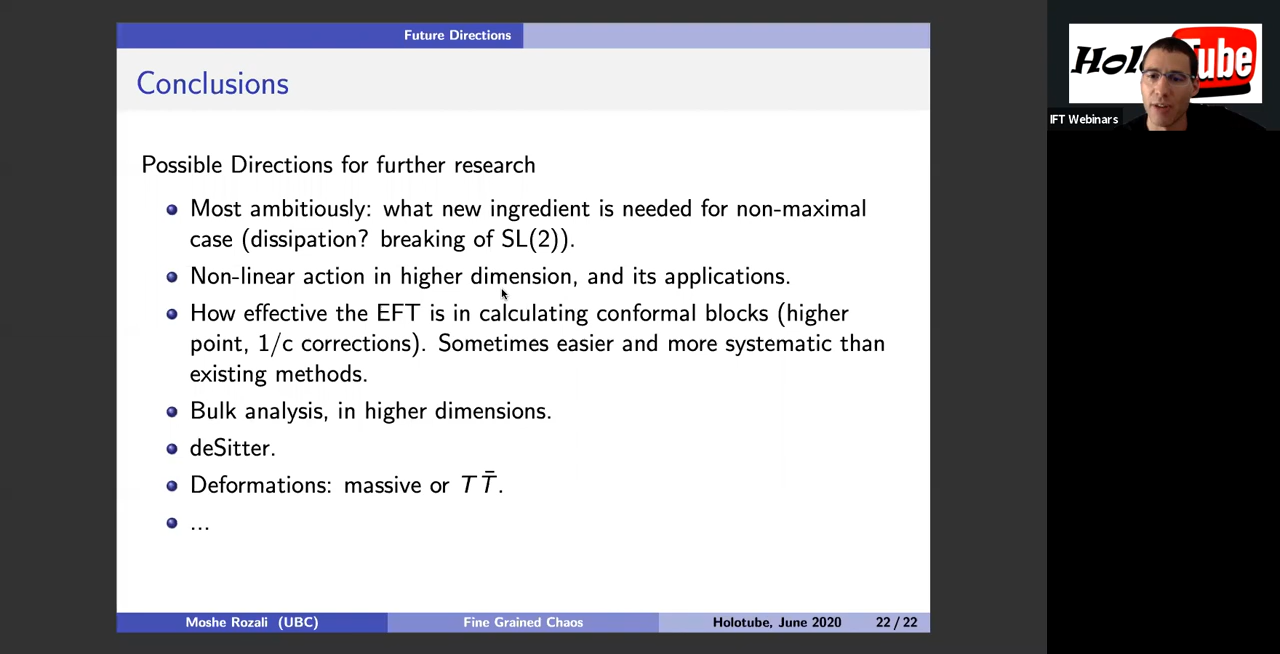 Future Directions
Conclusions
Possible Directions for further research
Most ambitiously: what new ingredient is needed for non-maximal
case (dissipation? breaking of SL(2)).
Non-linear action in higher dimension, and its applications.
How effective the EFT is in calculating conformal blocks (higher
point, 1/c corrections). Sometimes easier and more systematic than
existing methods.
Bulk analysis, in higher dimensions.
deSitter.
Deformations: massive or T T̄.
...
Moshe Rozali (UBC)
Fine Grained Chaos
Holotube, June 2020
22 / 22
Hol Tube
IFT Webinars